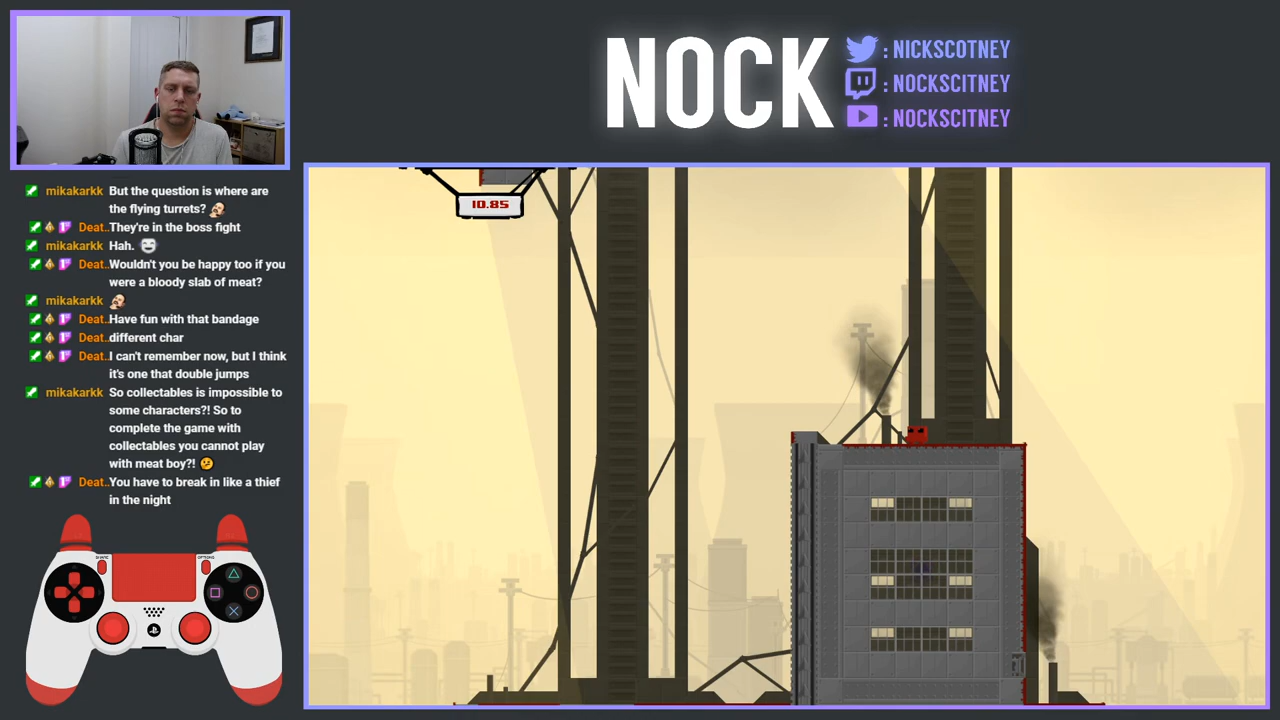 NOCK
: NICKSCOTNEY
: NOCKSCITNEY
: NOCKSCITNEY
mikakarkk But the question is where are
the flying turrets?
Deat..They're in the boss fight
mikakarkk Hah.
Deat..Wouldn't you be happy too if you
were a bloody slab of meat?
mikakarkk
Deat..Have fun with that bandage
Deat..different char
Deat..I can't remember now, but I think
it's one that double jumps
mikakarkk So collectables is impossible to
some characters?! So to
complete the game with
collectables you cannot play
with meat boy?!
Deat..You have to break in like a thief
in the night
10.85
SHARE
OPTIONS